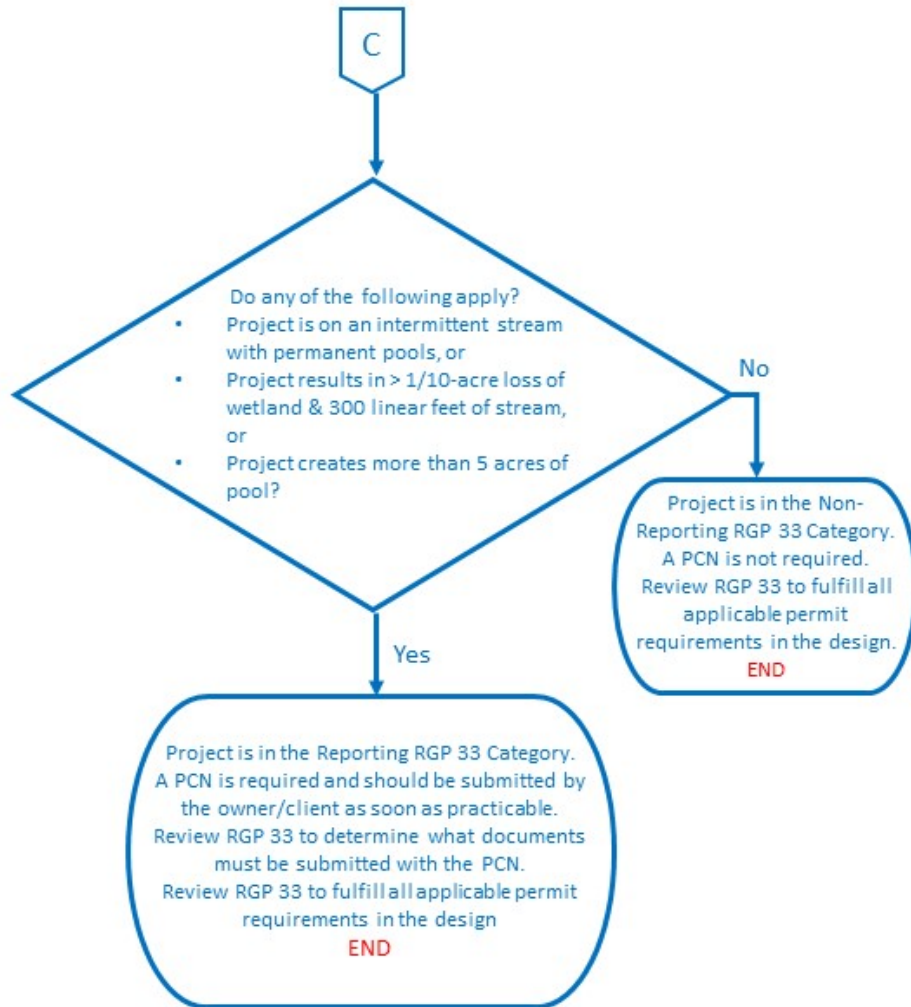 C
Do any of the following apply?
• Project is on an intermittent stream
with permanent pools, or
• Project results in > 1/10-acre loss of
wetland & 300 linear feet of stream,
or
• Project creates more than 5 acres of
pool?
No
Project is in the Non-
Reporting RGP 33 Category.
A PCN is not required.
Review RGP 33 to fulfill all
applicable permit
requirements in the design.
END
Yes
Project is in the Reporting RGP 33 Category.
A PCN is required and should be submitted by
the owner/client as soon as practicable.
Review RGP 33 to determine what documents
must be submitted with the PCN.
Review RGP 33 to fulfill all applicable permit
requirements in the design
END